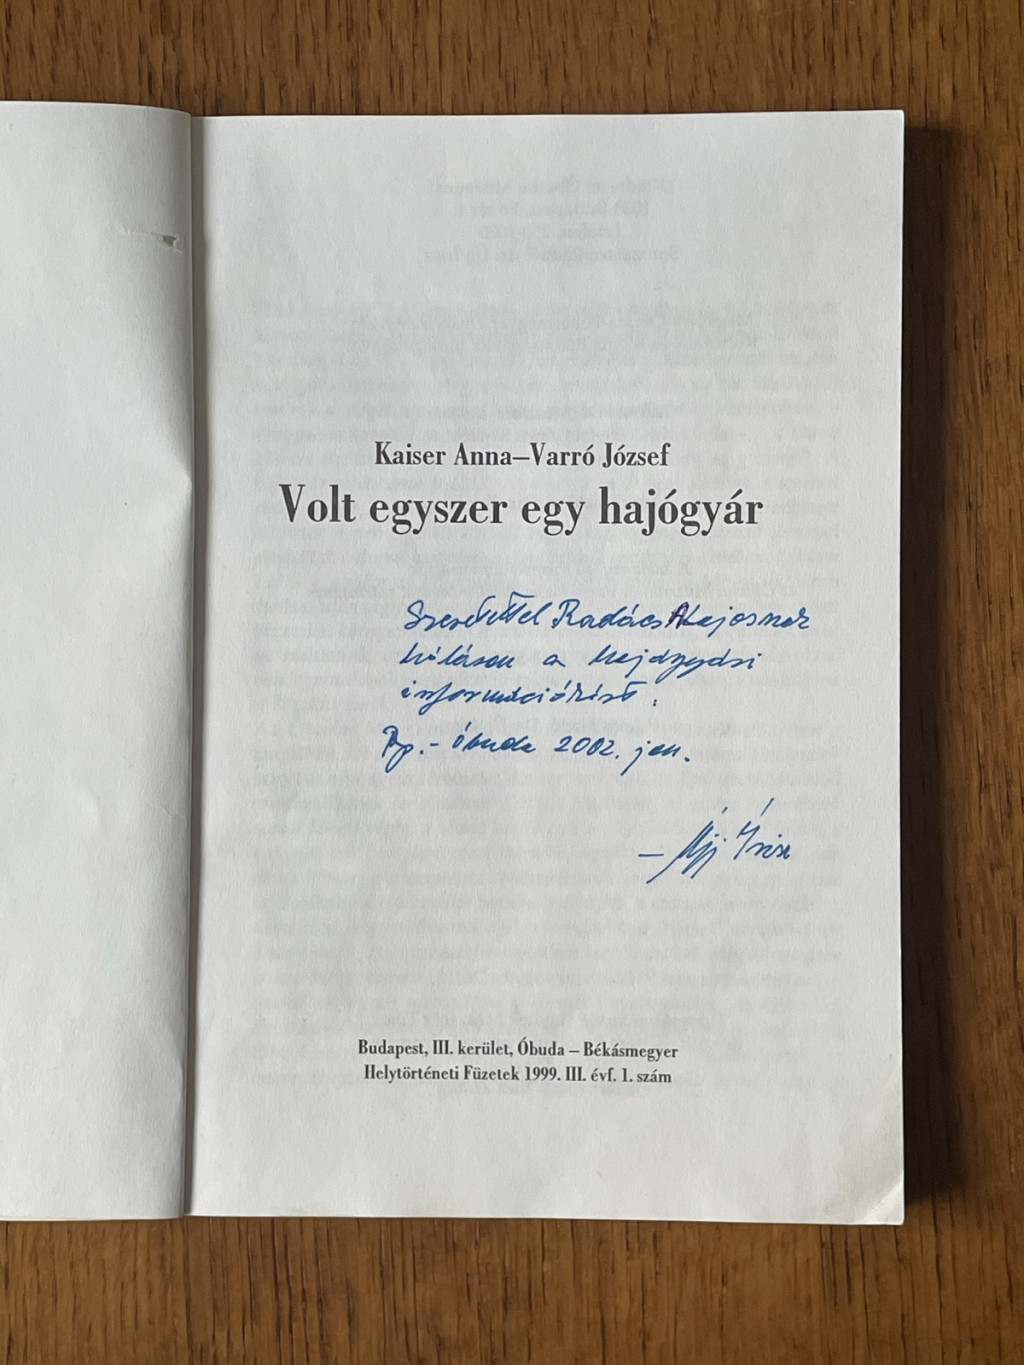 Kaiser Anna–Varró József
Volt egyszer egy hajógyár
Szeretettel Radács Lajosnak
hálásan a hajógyári
információkért.
Bp.- Óbuda 2002. jan.
Írisz
Budapest, III. kerület, Óbuda – Békásmegyer
Helytörténeti Füzetek 1999. III. évf. 1. szám